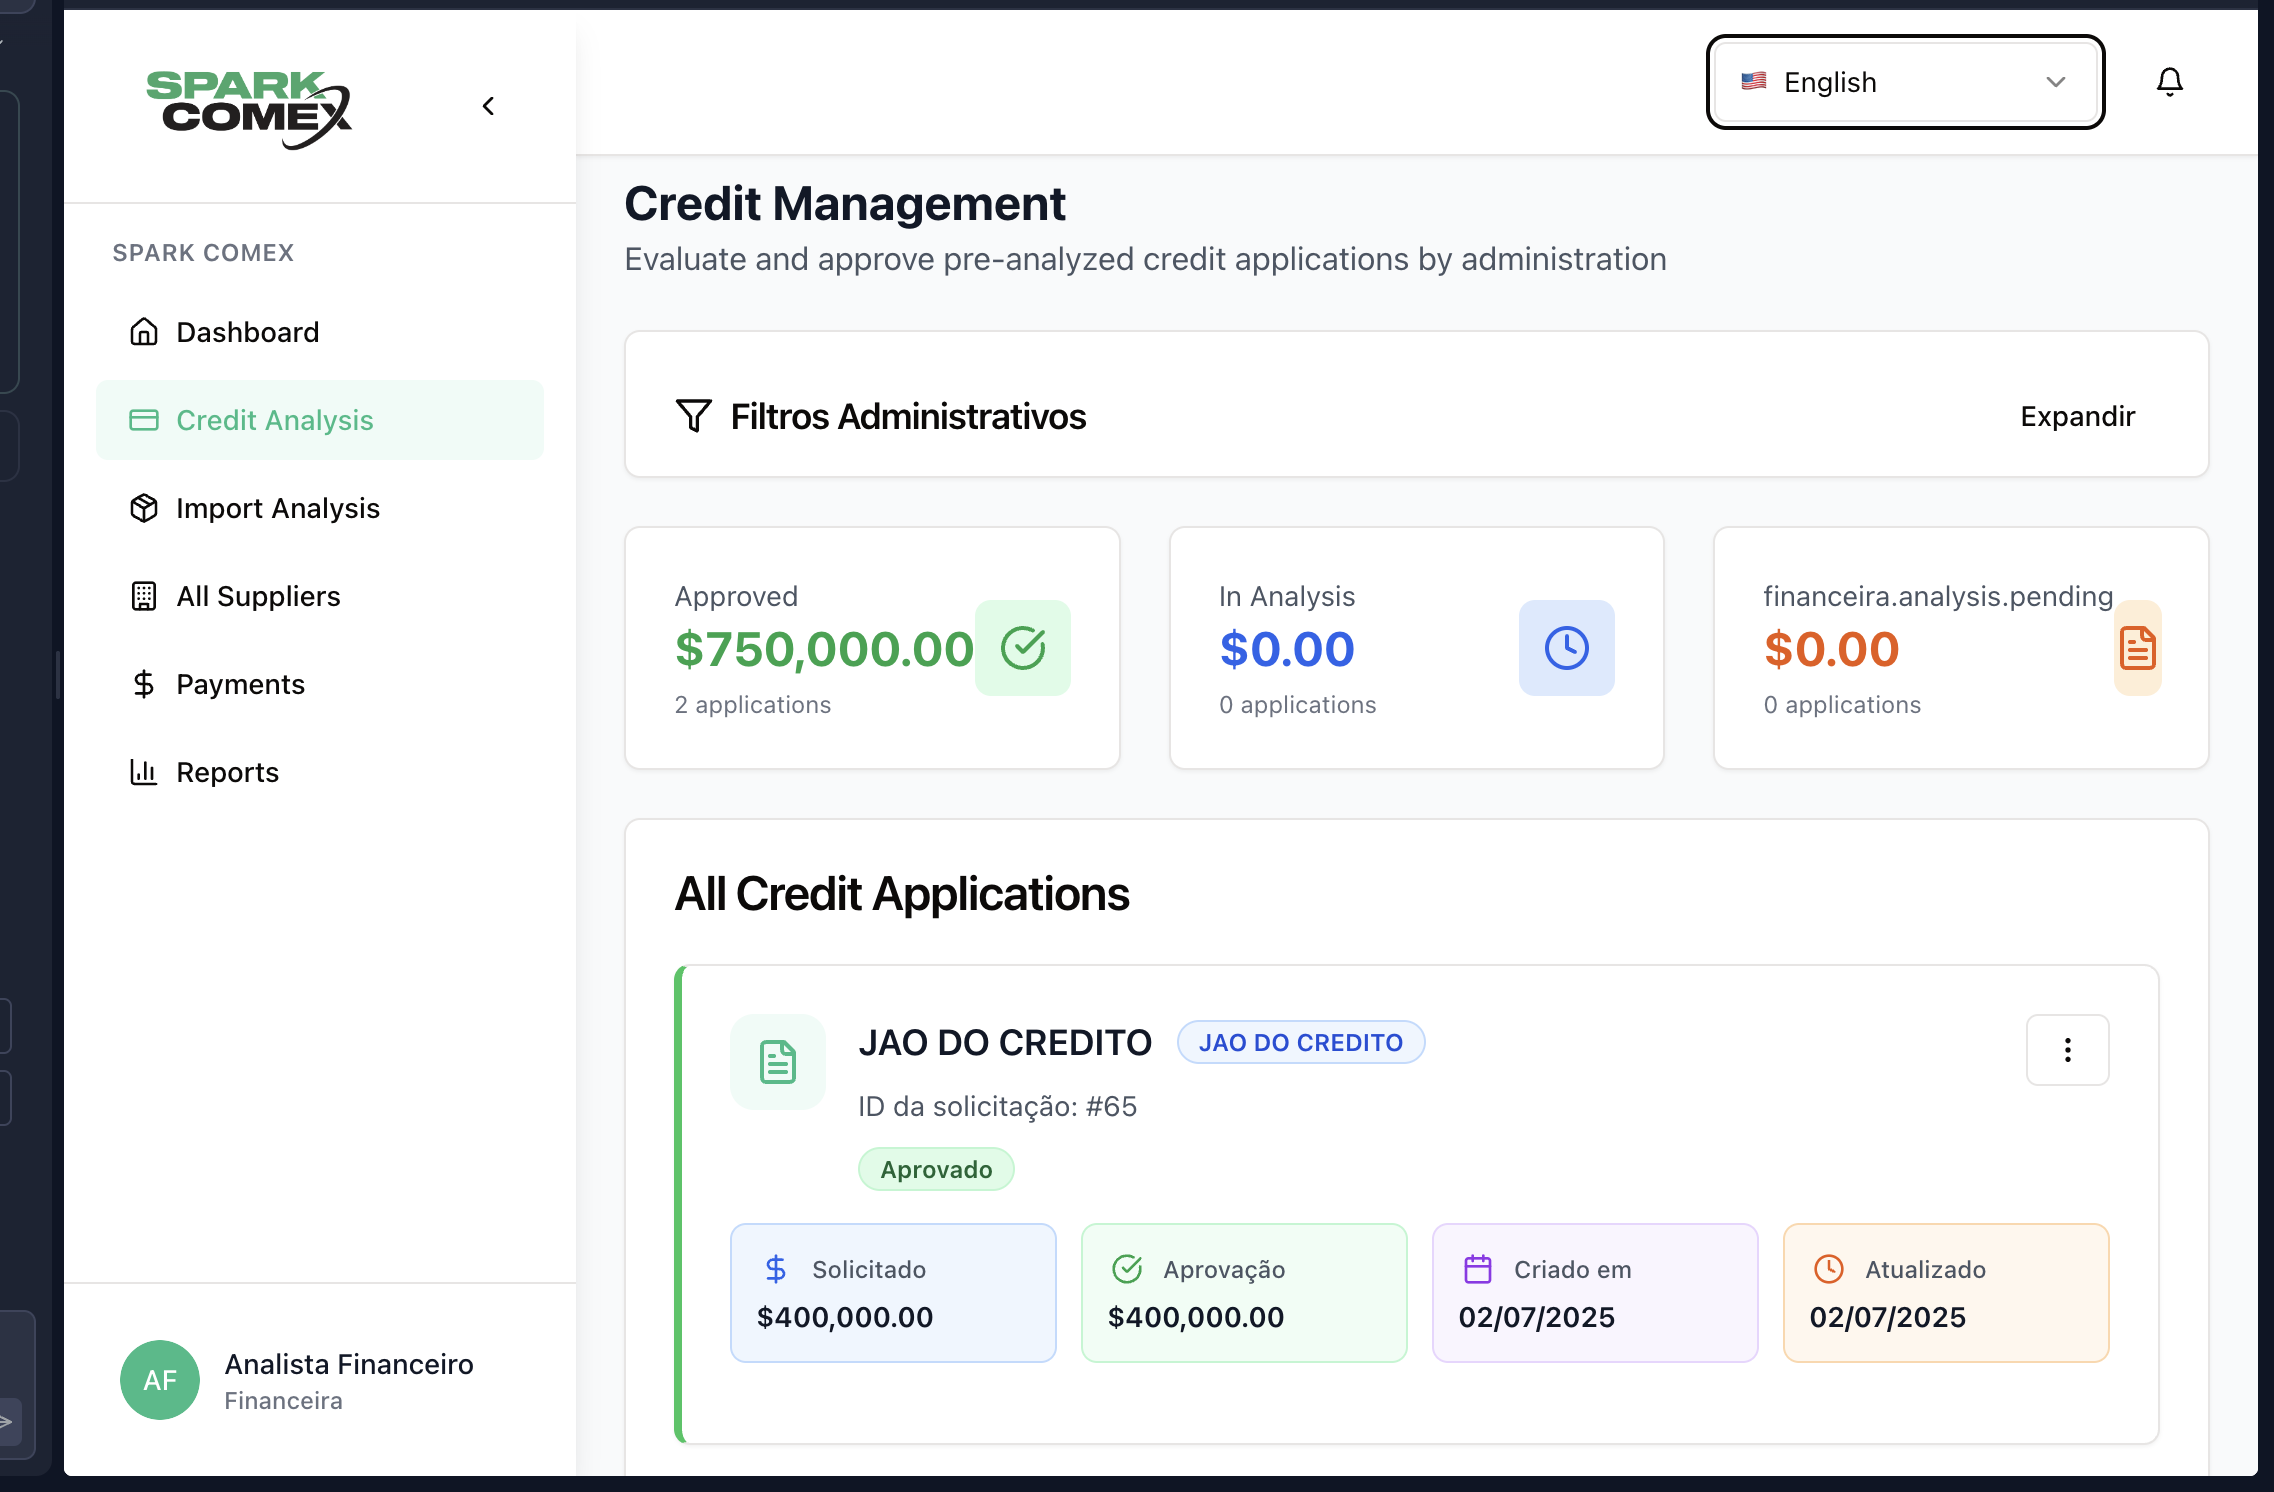 SPARK
COMEX
English
SPARK COMEX
Dashboard
Credit Analysis
Import Analysis
All Suppliers
Payments
Reports
AF
Analista Financeiro
Financeira
Credit Management
Evaluate and approve pre-analyzed credit applications by administration
Filtros Administrativos
Expandir
Approved
$750,000.00
2 applications
In Analysis
$0.00
0 applications
financeira.analysis.pending
$0.00
0 applications
All Credit Applications
JAO DO CREDITO
JAO DO CREDITO
ID da solicitação: #65
Aprovado
Solicitado
$400,000.00
Aprovação
$400,000.00
Criado em
02/07/2025
Atualizado
02/07/2025